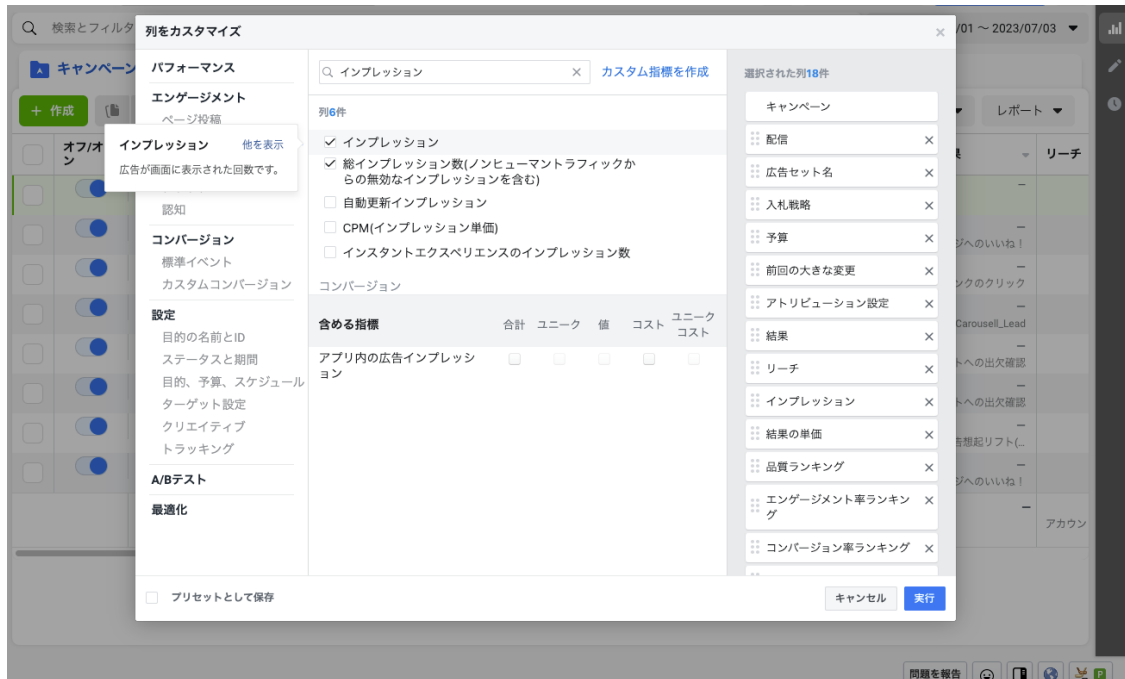 検索とフィルタ
/01 ～ 2023/07/03
キャンペーン
+ 作成
レポート
オフ/オ
ン
リーチ
ジへのいいね！
ンクのクリック
Carousell_Lead
トへの出欠確認
トへの出欠確認
告想起リフト(...
ジへのいいね！
アカウン
列をカスタマイズ
パフォーマンス
エンゲージメント
ページ投稿
インプレッション 他を表示
広告が画面に表示された回数です。
認知
コンバージョン
標準イベント
カスタムコンバージョン
設定
目的の名前とID
ステータスと期間
目的、予算、スケジュール
ターゲット設定
クリエイティブ
トラッキング
A/Bテスト
最適化
インプレッション
カスタム指標を作成
列6件
インプレッション
総インプレッション数(ノンヒューマントラフィックか
らの無効なインプレッションを含む)
自動更新インプレッション
CPM(インプレッション単価)
インスタントエクスペリエンスのインプレッション数
コンバージョン
含める指標 合計 ユニーク 値 コスト ユニーク
コスト
アプリ内の広告インプレッシ
ョン
選択された列18件
キャンペーン
配信
広告セット名
入札戦略
予算
前回の大きな変更
アトリビューション設定
結果
リーチ
インプレッション
結果の単価
品質ランキング
エンゲージメント率ランキン
グ
コンバージョン率ランキング
プリセットとして保存
キャンセル 実行
問題を報告